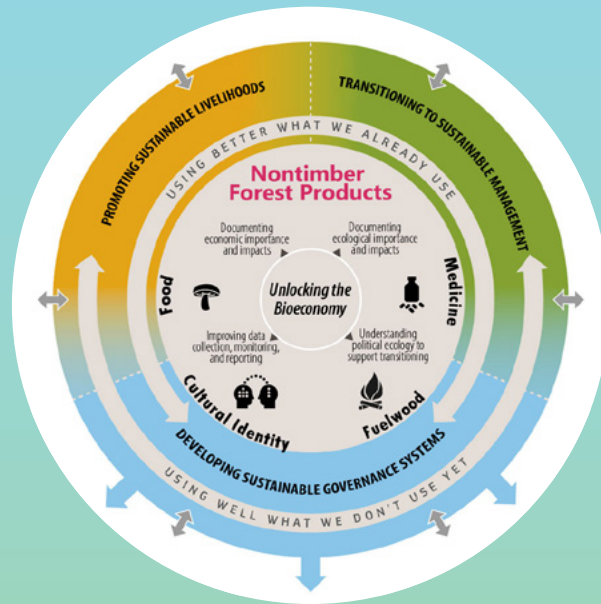 PROMOTING SUSTAINABLE LIVELIHOODS
TRANSITIONING TO SUSTAINABLE MANAGEMENT
USING BETTER WHAT WE ALREADY USE
Nontimber
Forest Products
Documenting
economic importance
and impacts
Documenting
ecological importance
and impacts
Food
Unlocking the
Bioeconomy
Medicine
Improving data
collection, monitoring,
and reporting
Understanding
political ecology to
support transitioning
Cultural Identity
Fuelwood
DEVELOPING SUSTAINABLE GOVERNANCE SYSTEMS
USING WELL WHAT WE DON'T USE YET